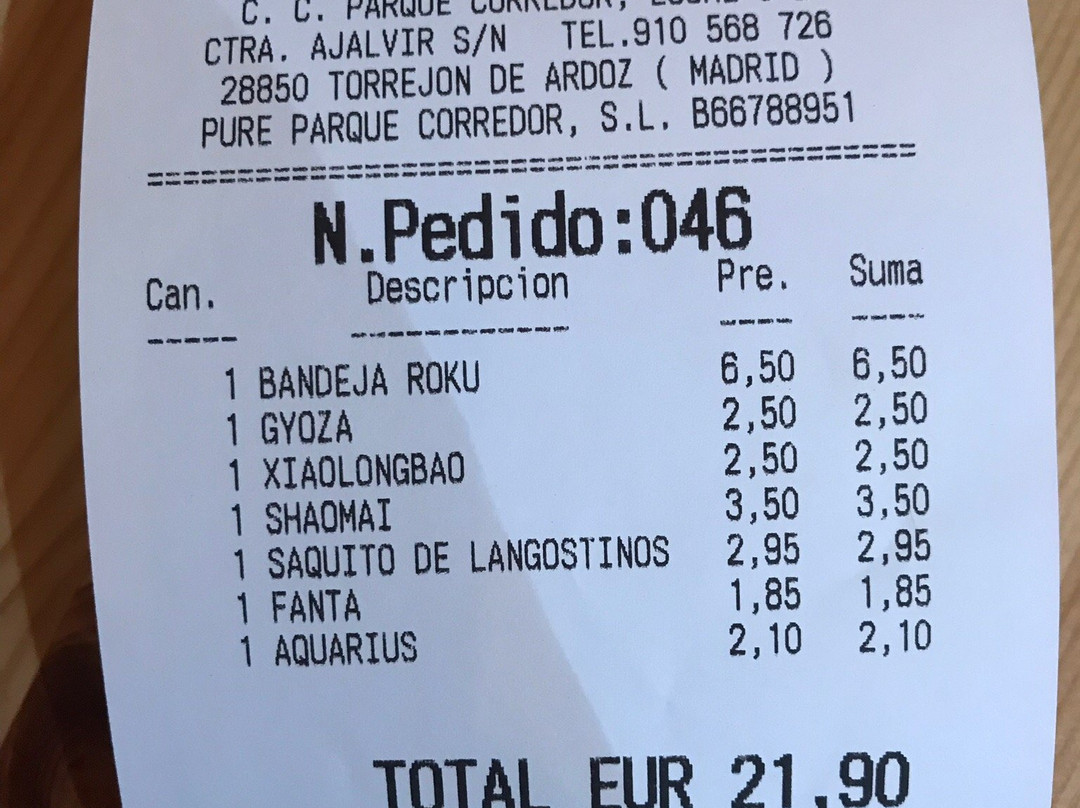 C. C. PARQUE CORREDOR,
CTRA. AJALVIR S/N TEL.910 568 726
28850 TORREJON DE ARDOZ ( MADRID )
PURE PARQUE CORREDOR, S.L. B66788951
N.Pedido:046
Can. Descripcion Pre. Suma
1 BANDEJA ROKU 6,50 6,50
1 GYOZA 2,50 2,50
1 XIAOLONGBAO 2,50 2,50
1 SHAOMAI 3,50 3,50
1 SAQUITO DE LANGOSTINOS 2,95 2,95
1 FANTA 1,85 1,85
1 AQUARIUS 2,10 2,10
TOTAL EUR 21,90